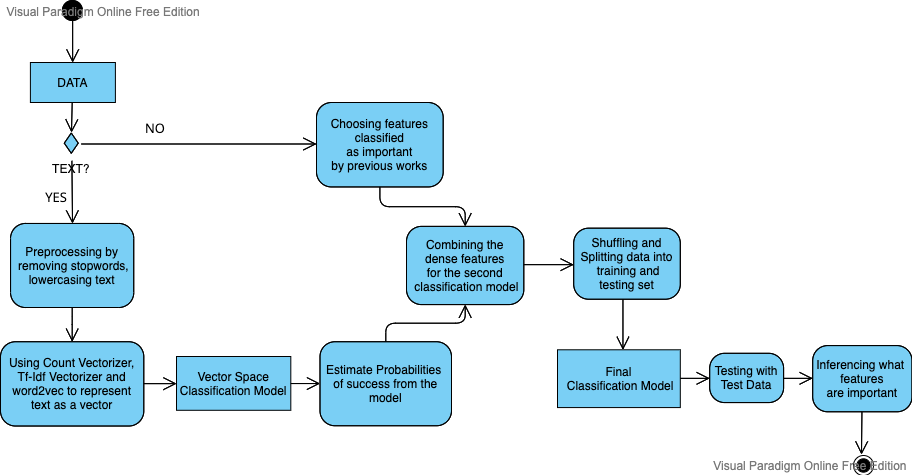 Visual Paradigm Online Free Edition
DATA
NO
TEXT?
YES
Choosing features
classified
as important
by previous works
Preprocessing by
removing stopwords,
lowercasing text
Combining the
dense features
for the second
classification model
Shuffling and
Splitting data into
training and
testing set
Using Count Vectorizer,
Tf-Idf Vectorizer and
word2vec to represent
text as a vector
Vector Space
Classification Model
Estimate Probabilities
of success from the
model
Final
Classification Model
Testing with
Test Data
Inferencing what
features
are important
Visual Paradigm Online Free Edition